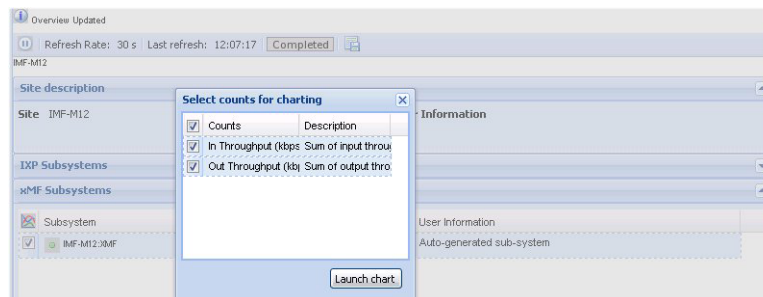 Overview Updated
Refresh Rate: 30 s Last refresh: 12:07:17 Completed
IMF-M12
Site description
Site IMF-M12
Information
IXP Subsystems
xMF Subsystems
Subsystem User Information
IMF-M12:XMF Auto-generated sub-system
Select counts for charting
Counts Description
In Throughput (kbps Sum of input throu
Out Throughput (kb Sum of output thro
Launch chart